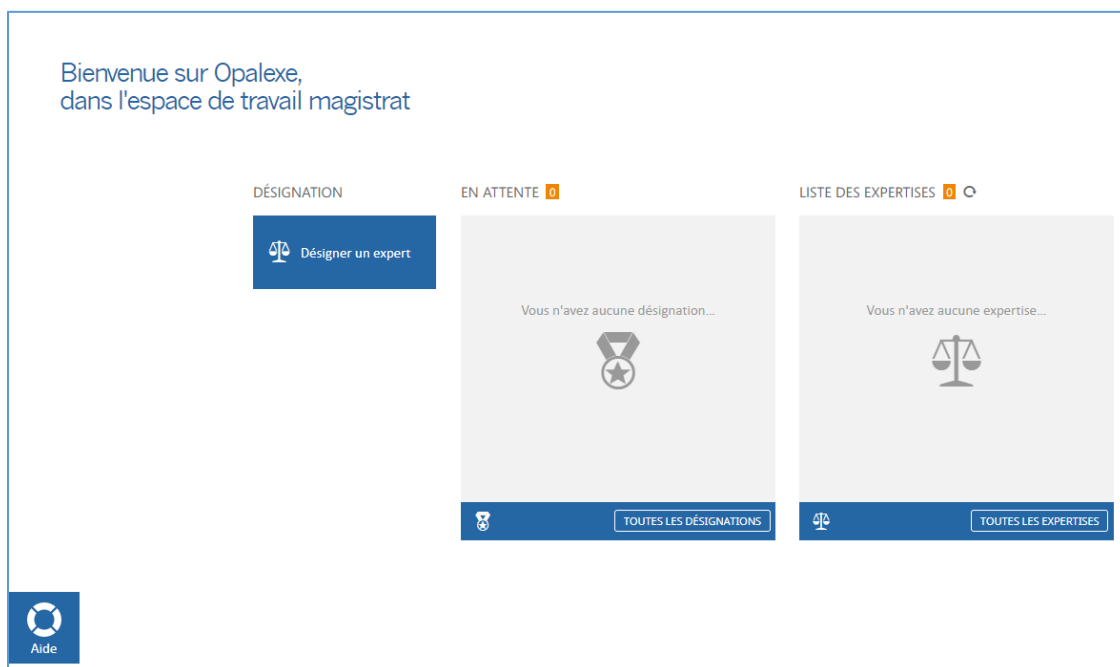 Bienvenue sur Opalexe,
dans l'espace de travail magistrat
DÉSIGNATION
Désigner un expert
EN ATTENTE 0
Vous n'avez aucune désignation...
TOUTES LES DÉSIGNATIONS
LISTE DES EXPERTISES 0
Vous n'avez aucune expertise...
TOUTES LES EXPERTISES
Aide